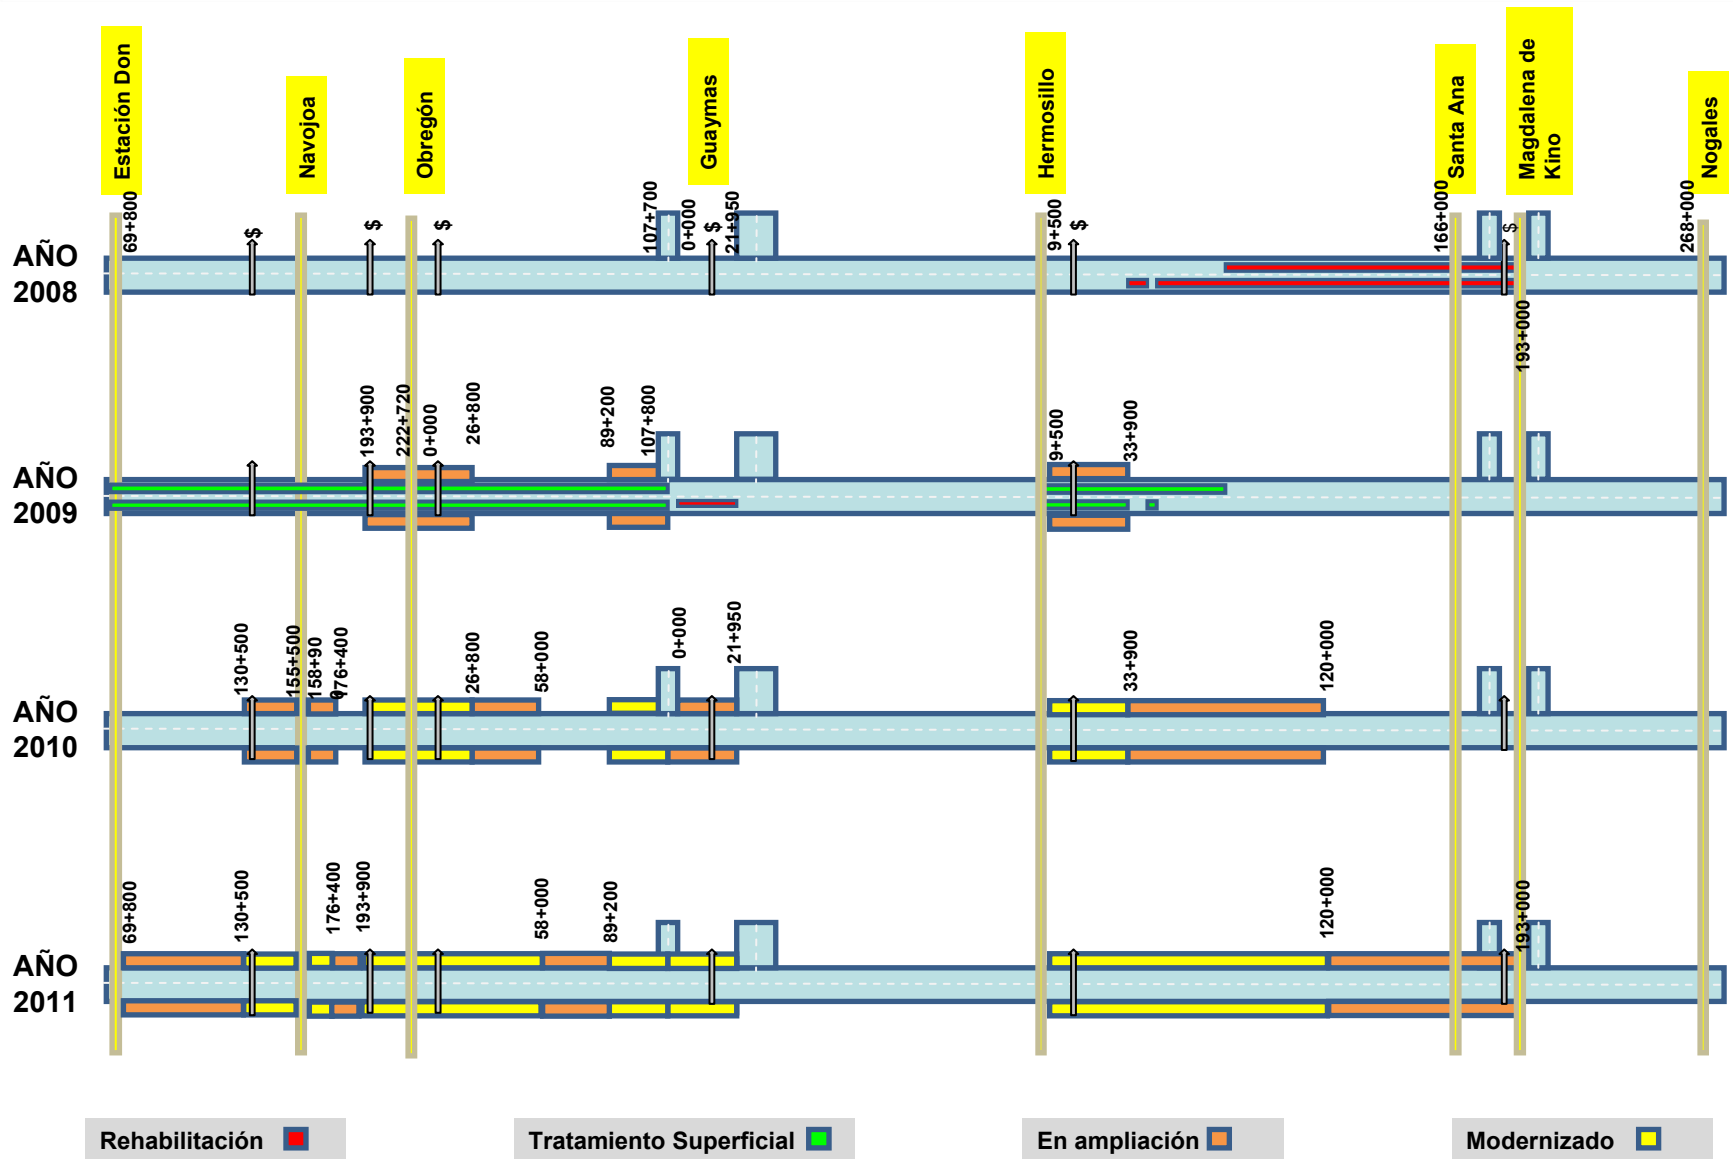 Estación Don
Navojoa
Obregón
Guaymas
Hermosillo
Santa Ana
Magdalena de
Kino
Nogales
AÑO
2008
69+800
$
$
$
107+700
0+000
$
21+950
9+500
$
166+000
$
193+000
268+000
AÑO
2009
193+900
222+720
0+000
26+800
89+200
107+800
9+500
33+900
AÑO
2010
130+500
155+500
158+90
0
176+400
26+800
58+000
0+000
21+950
33+900
120+000
AÑO
2011
69+800
130+500
176+400
193+900
58+000
89+200
120+000
193+000
Rehabilitación
Tratamiento Superficial
En ampliación
Modernizado